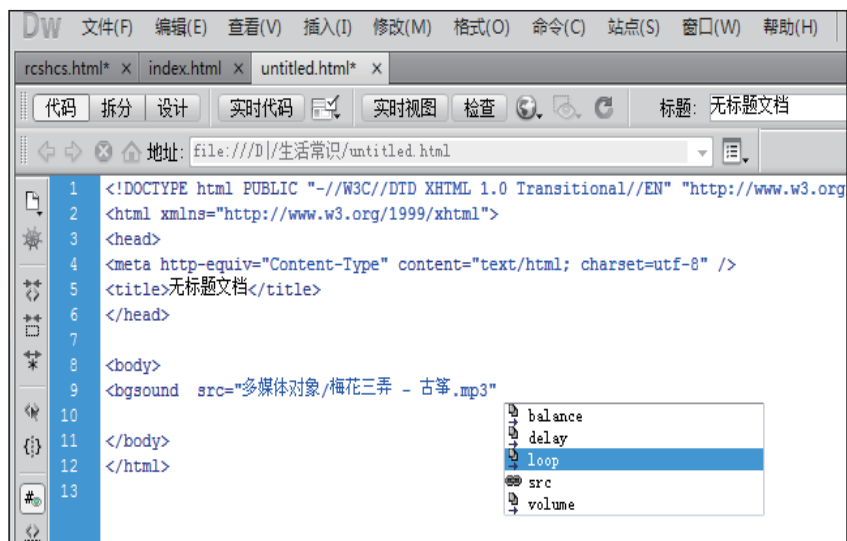 Dw 文件(F) 编辑(E) 查看(V) 插入(I) 修改(M) 格式(O) 命令(C) 站点(S) 窗口(W) 帮助(H)
rcshcs.html* × index.html × untitled.html* ×
代码 拆分 设计 实时代码 实时视图 检查 标题: 无标题文档
地址: file:///D|/生活常识/untitled.html
1 <!DOCTYPE html PUBLIC "-//W3C//DTD XHTML 1.0 Transitional//EN" "http://www.w3.org
2 <html xmlns="http://www.w3.org/1999/xhtml">
3 <head>
4 <meta http-equiv="Content-Type" content="text/html; charset=utf-8" />
5 <title>无标题文档</title>
6 </head>
7
8 <body>
9 <bgsound src="多媒体对象/梅花三弄 - 古筝.mp3"
10 balance
11 </body> delay
12 </html> loop
13 src
volume